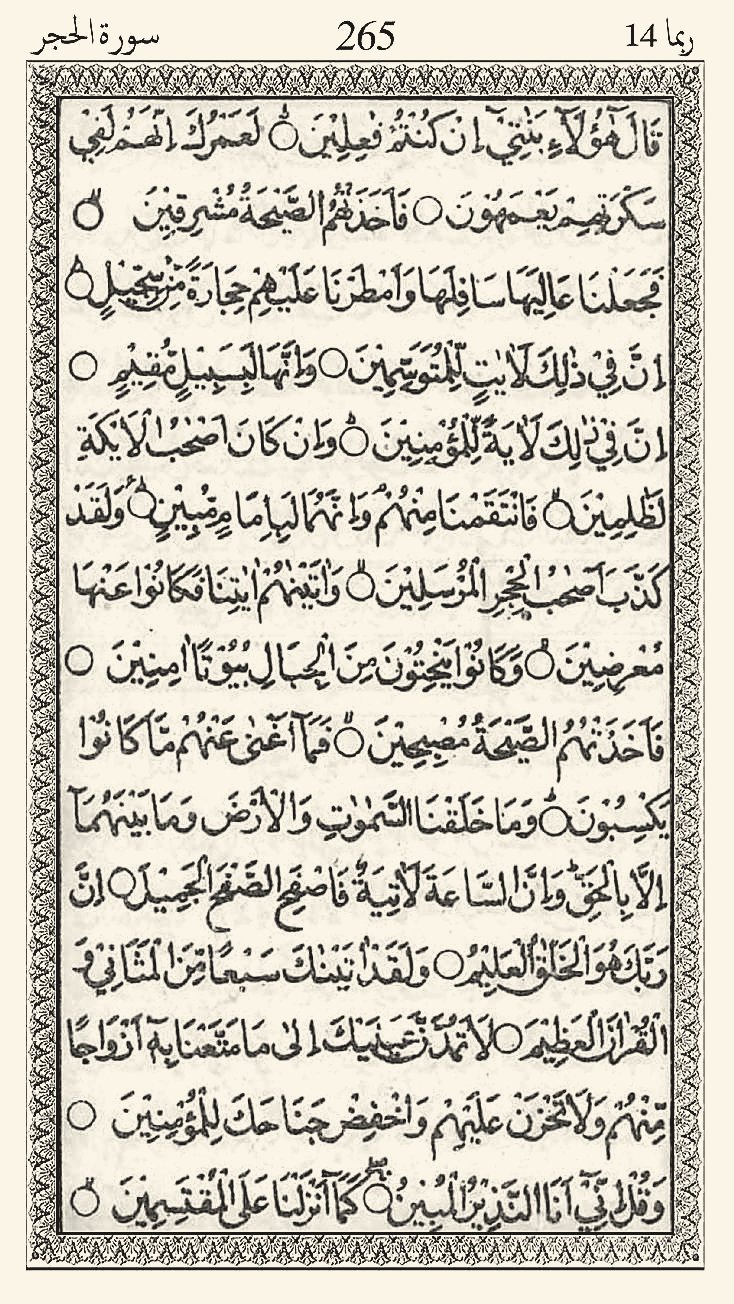 ربما 14 265 سورة الحجر
قَالَ هٰٓؤُلَآءِ بَنٰتِيْٓ اِنْ كُنْتُمْ فٰعِلِيْنَ ۝ لَعَمْرُكَ اِنَّهُمْ لَفِيْ
سَكْرَتِهِمْ يَعْمَهُوْنَ ۝ فَاَخَذَتْهُمُ الصَّيْحَةُ مُشْرِقِيْنَ ۝
فَجَعَلْنَا عَالِيَهَا سَافِلَهَا وَاَمْطَرْنَا عَلَيْهِمْ حِجَارَةً مِّنْ سِجِّيْلٍ ۝
اِنَّ فِيْ ذٰلِكَ لَاٰيٰتٍ لِّلْمُتَوَسِّمِيْنَ ۝ وَاِنَّهَا لَبِسَبِيْلٍ مُّقِيْمٍ ۝
اِنَّ فِيْ ذٰلِكَ لَاٰيَةً لِّلْمُؤْمِنِيْنَ ۝ وَاِنْ كَانَ اَصْحٰبُ الْاَيْكَةِ
لَظٰلِمِيْنَ ۝ فَانْتَقَمْنَا مِنْهُمْ وَاِنَّهُمَا لَبِاِمَامٍ مُّبِيْنٍ ۝ وَلَقَدْ
كَذَّبَ اَصْحٰبُ الْحِجْرِ الْمُرْسَلِيْنَ ۝ وَاٰتَيْنٰهُمْ اٰيٰتِنَا فَكَانُوْا عَنْهَا
مُعْرِضِيْنَ ۝ وَكَانُوْا يَنْحِتُوْنَ مِنَ الْجِبَالِ بُيُوْتًا اٰمِنِيْنَ ۝
فَاَخَذَتْهُمُ الصَّيْحَةُ مُصْبِحِيْنَ ۝ فَمَآ اَغْنٰى عَنْهُمْ مَّا كَانُوْا
يَكْسِبُوْنَ ۝ وَمَا خَلَقْنَا السَّمٰوٰتِ وَالْاَرْضَ وَمَا بَيْنَهُمَآ
اِلَّا بِالْحَقِّ ۗ وَاِنَّ السَّاعَةَ لَاٰتِيَةٌ فَاصْفَحِ الصَّفْحَ الْجَمِيْلَ ۝ اِنَّ
رَبَّكَ هُوَ الْخَلّٰقُ الْعَلِيْمُ ۝ وَلَقَدْ اٰتَيْنٰكَ سَبْعًا مِّنَ الْمَثَانِيْ وَ
الْقُرْاٰنَ الْعَظِيْمَ ۝ لَا تَمُدَّنَّ عَيْنَيْكَ اِلٰى مَا مَتَّعْنَا بِهٖٓ اَزْوَاجًا
مِّنْهُمْ وَلَا تَحْزَنْ عَلَيْهِمْ وَاخْفِضْ جَنَاحَكَ لِلْمُؤْمِنِيْنَ ۝
وَقُلْ اِنِّيْٓ اَنَا النَّذِيْرُ الْمُبِيْنُ ۝ كَمَآ اَنْزَلْنَا عَلَى الْمُقْتَسِمِيْنَ ۝